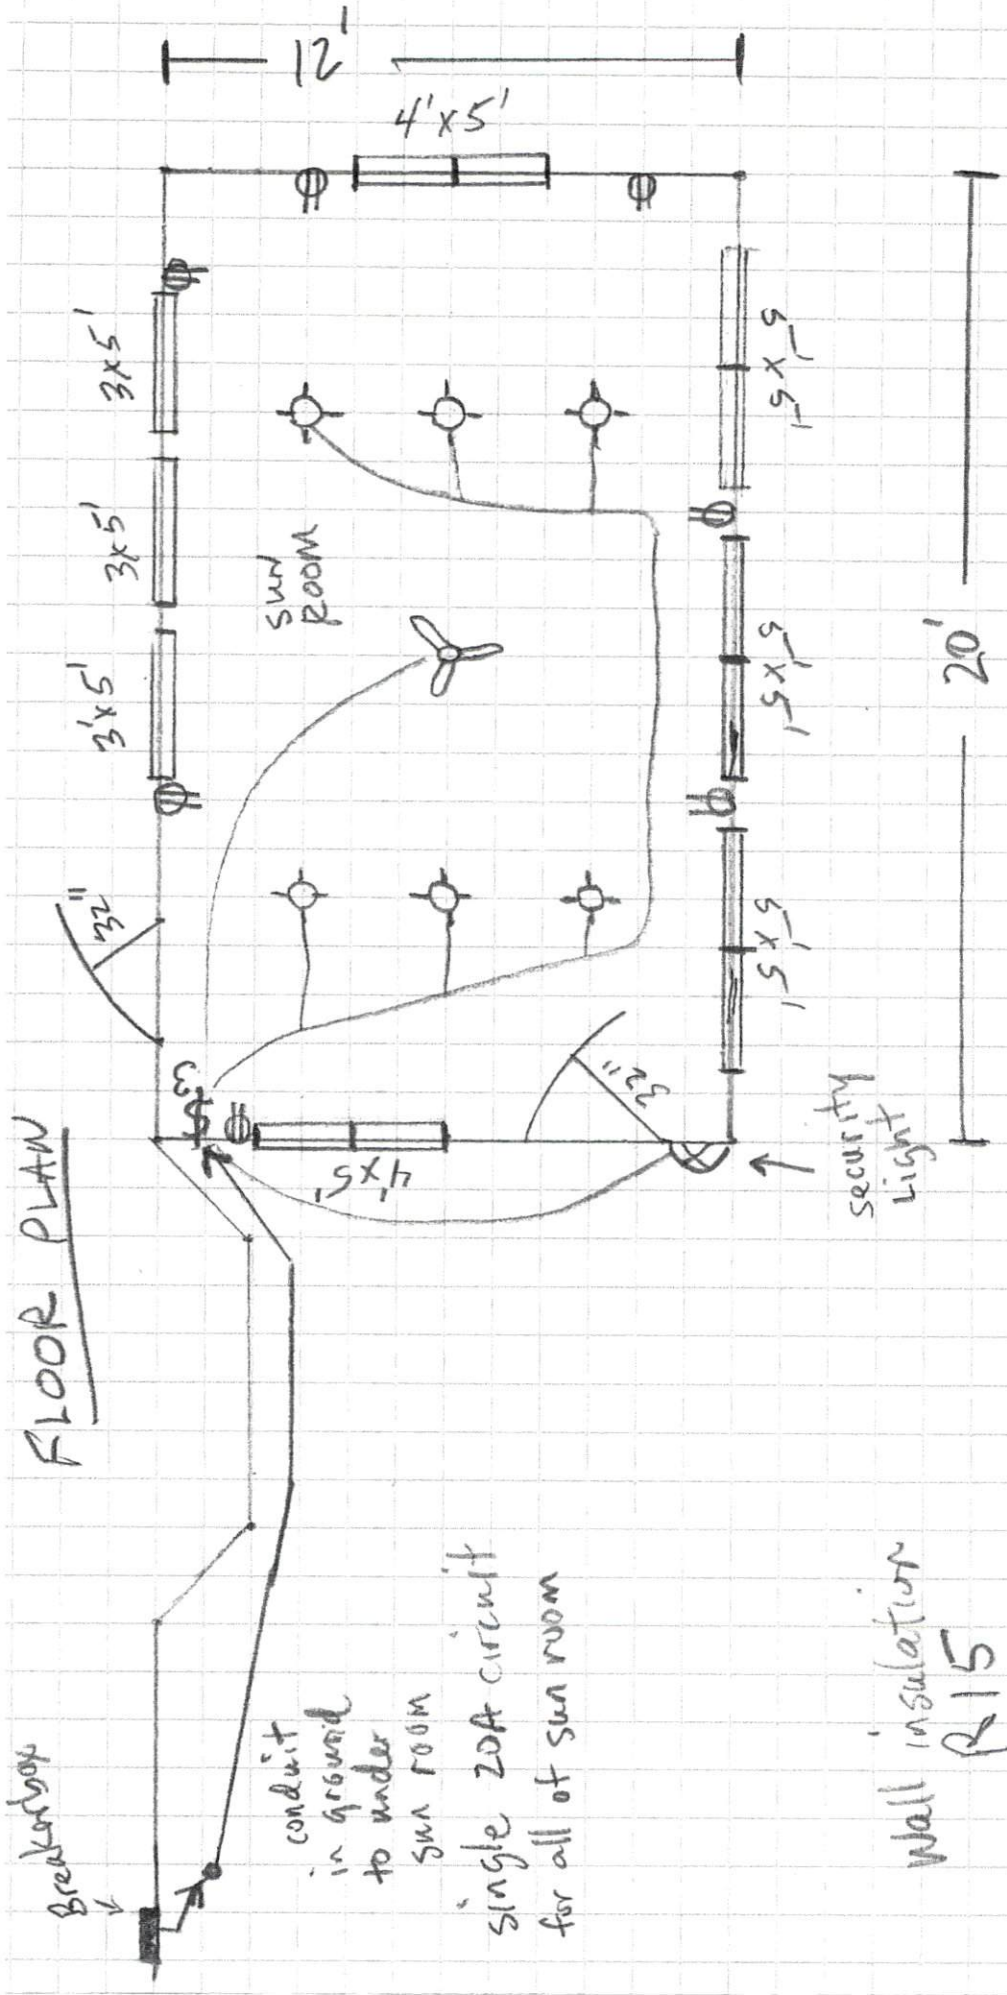 FLOOR PLAN
Breakerbox
conduit
in ground
to under
sun room
single 20A circuit
for all of sun room
Wall insulation
R15
32"
3'x5'
3x5'
3x5'
$3
4'x5'
sun
ROOM
4'x5'
12'
32"
security
Light
5'x5'
5'x5'
5'x5'
20'